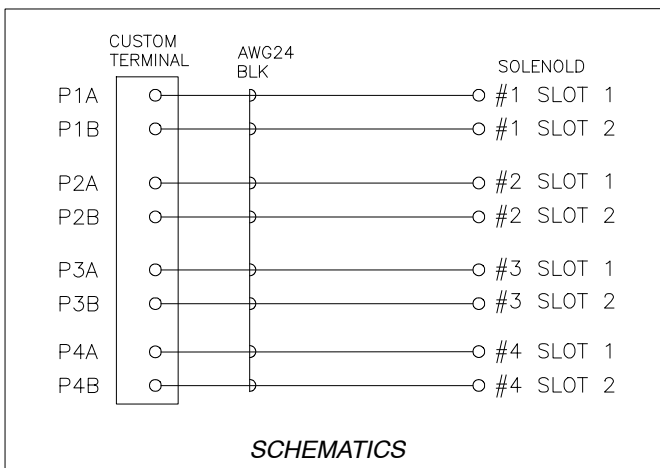 CUSTOM
TERMINAL
AWG24
BLK
SOLENOLD
P1A #1 SLOT 1
P1B #1 SLOT 2
P2A #2 SLOT 1
P2B #2 SLOT 2
P3A #3 SLOT 1
P3B #3 SLOT 2
P4A #4 SLOT 1
P4B #4 SLOT 2
SCHEMATICS